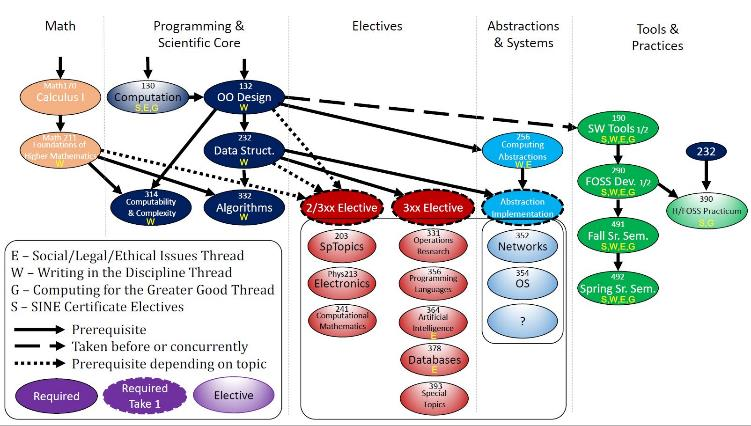 Math
Programming &
Scientific Core
Electives
Abstractions
& Systems
Tools &
Practices
Math170
Calculus I
130
Computation
S,E,G
132
OO Design
W
190
SW Tools 1/2
S,W,E,G
Math 211
Foundations of
Higher Mathematics
W
232
Data Struct.
W
256
Computing
Abstractions
W,E
232
290
FOSS Dev. 1/2
S,W,E,G
314
Computability
& Complexity
W
332
Algorithms
W
2/3xx Elective
3xx Elective
Abstraction
Implementation
390
H/FOSS Practicum
S,G
491
Fall Sr. Sem.
S,W,E,G
492
Spring Sr. Sem.
S,W,E,G
203
SpTopics
Phys213
Electronics
241
Computational
Mathematics
331
Operations
Research
356
Programming
Languages
364
Artificial
Intelligence
E
378
Databases
E
393
Special
Topics
352
Networks
354
OS
?
E – Social/Legal/Ethical Issues Thread
W – Writing in the Discipline Thread
G – Computing for the Greater Good Thread
S – SINE Certificate Electives
Prerequisite
Taken before or concurrently
Prerequisite depending on topic
Required
Required
Take 1
Elective